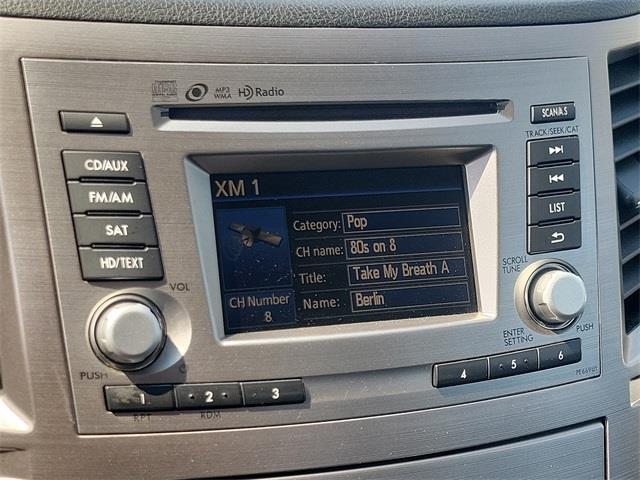 MP3
WMA
HD Radio
SCAN/A.S
TRACK/SEEK/CAT
CD/AUX
FM/AM
SAT
HD/TEXT
LIST
VOL
PUSH
XM 1
Category: Pop
CH name: 80s on 8
Title: Take My Breath A
Name: Berlin
CH Number
8
SCROLL
TUNE
ENTER
SETTING
PUSH
1
2
3
4
5
6
RPT
RDM